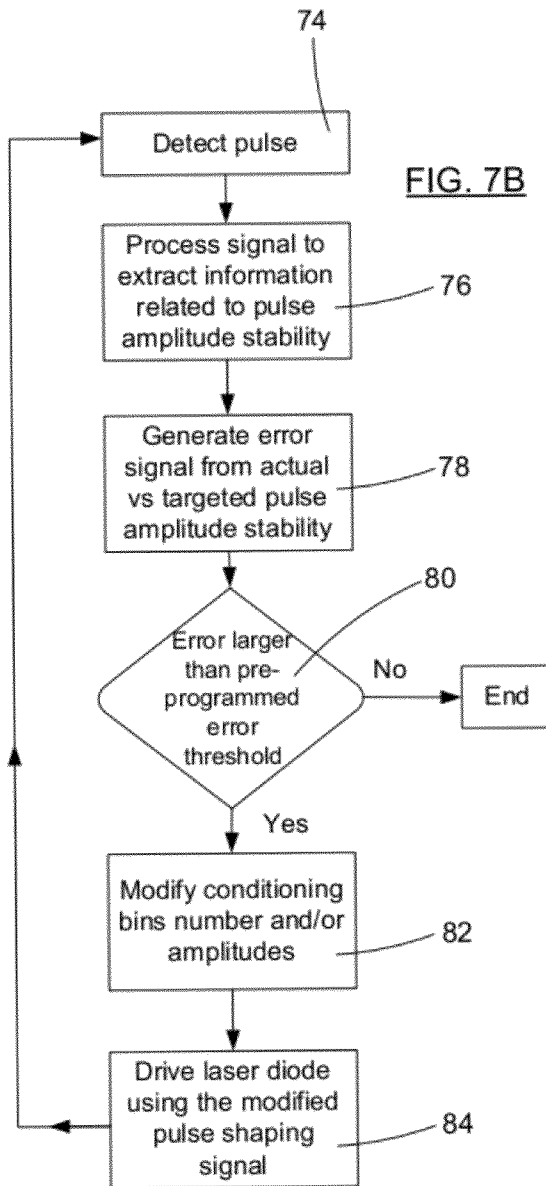 74
Detect pulse
FIG. 7B
Process signal to
extract information
related to pulse
amplitude stability
76
Generate error
signal from actual
vs targeted pulse
amplitude stability
78
80
Error larger
than pre-
programmed
error
threshold
No
End
Yes
Modify conditioning
bins number and/or
amplitudes
82
Drive laser diode
using the modified
pulse shaping
signal
84